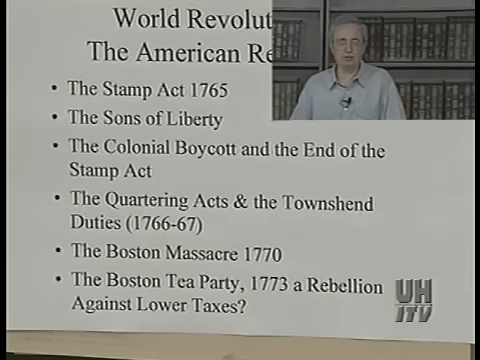 World Revolut
The American Re
• The Stamp Act 1765
• The Sons of Liberty
• The Colonial Boycott and the End of the
Stamp Act
• The Quartering Acts & the Townshend
Duties (1766-67)
• The Boston Massacre 1770
• The Boston Tea Party, 1773 a Rebellion
Against Lower Taxes?
UH
ITV